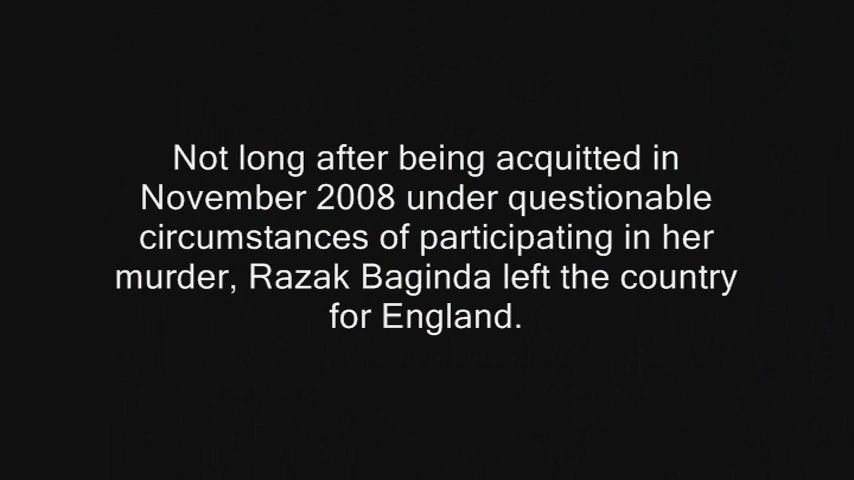 Not long after being acquitted in
November 2008 under questionable
circumstances of participating in her
murder, Razak Baginda left the country
for England.